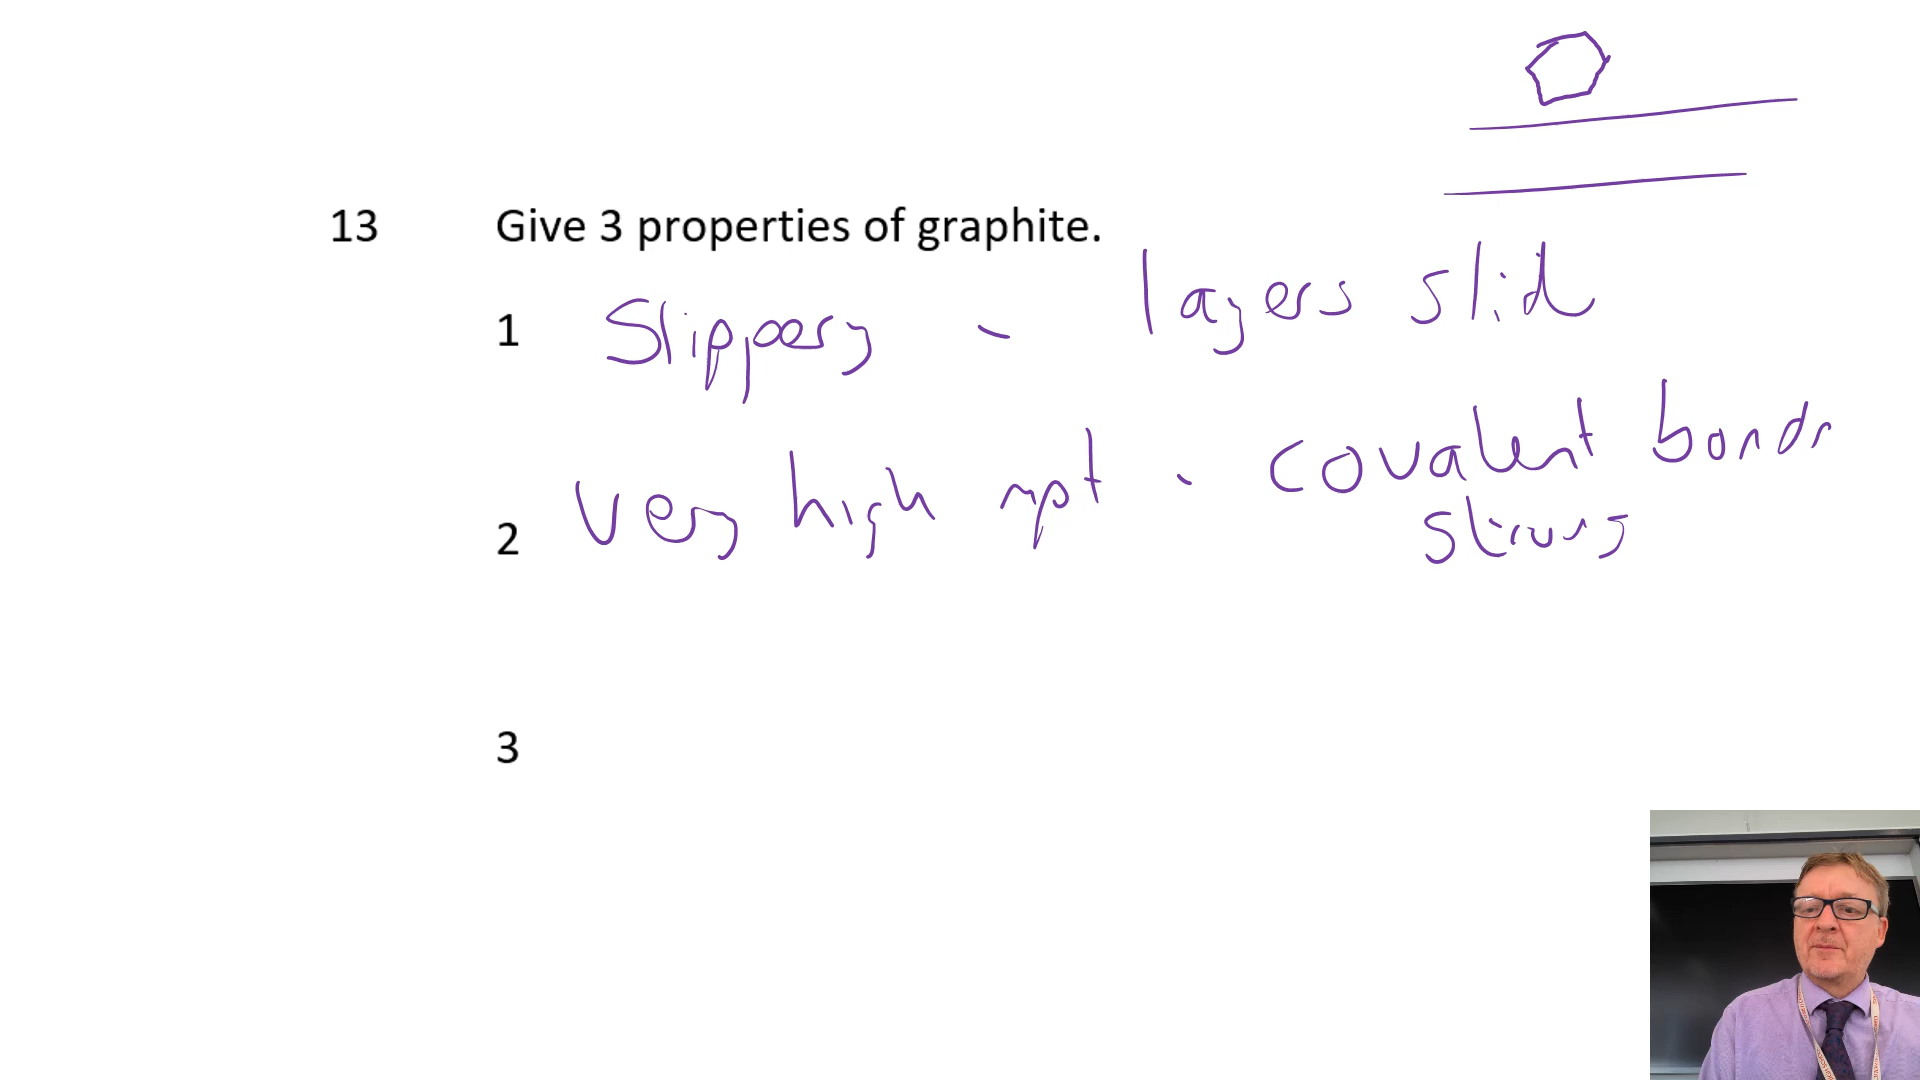 13 Give 3 properties of graphite.
1 Slippery - layers slid
2 very high mpt - covalent bonds
strong
3